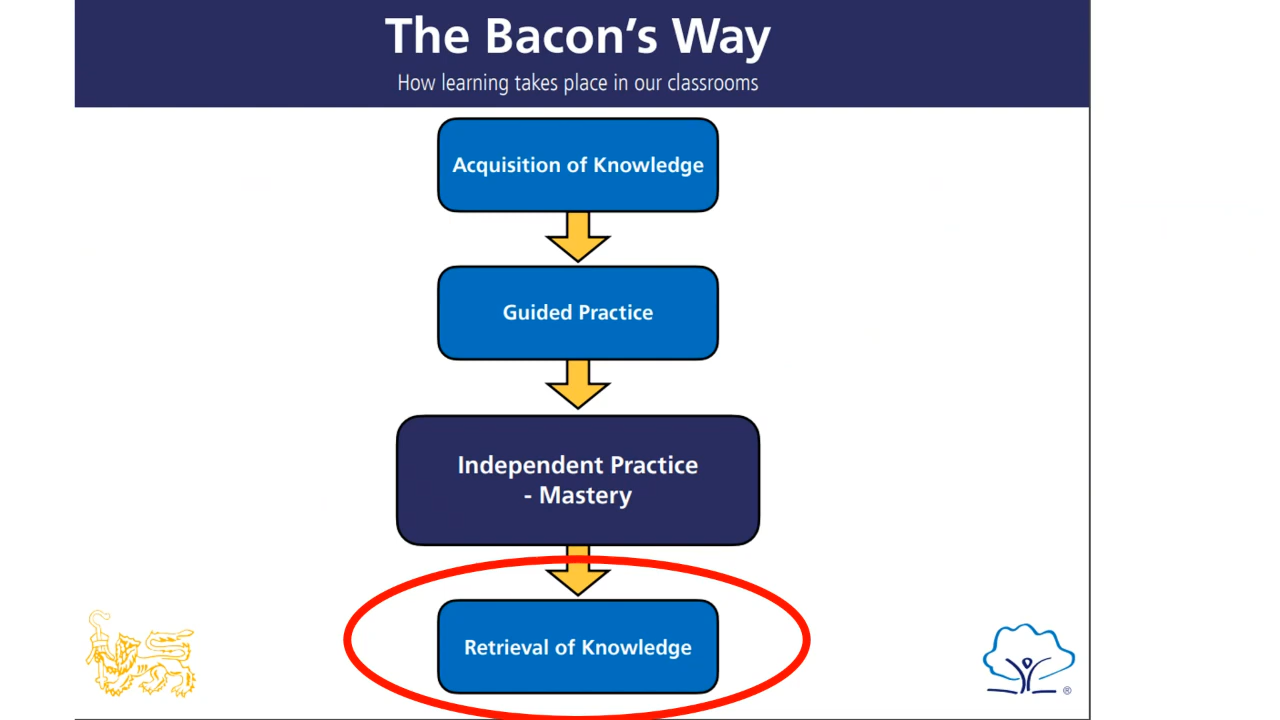 The Bacon’s Way
How learning takes place in our classrooms
Acquisition of Knowledge
Guided Practice
Independent Practice
- Mastery
Retrieval of Knowledge
®